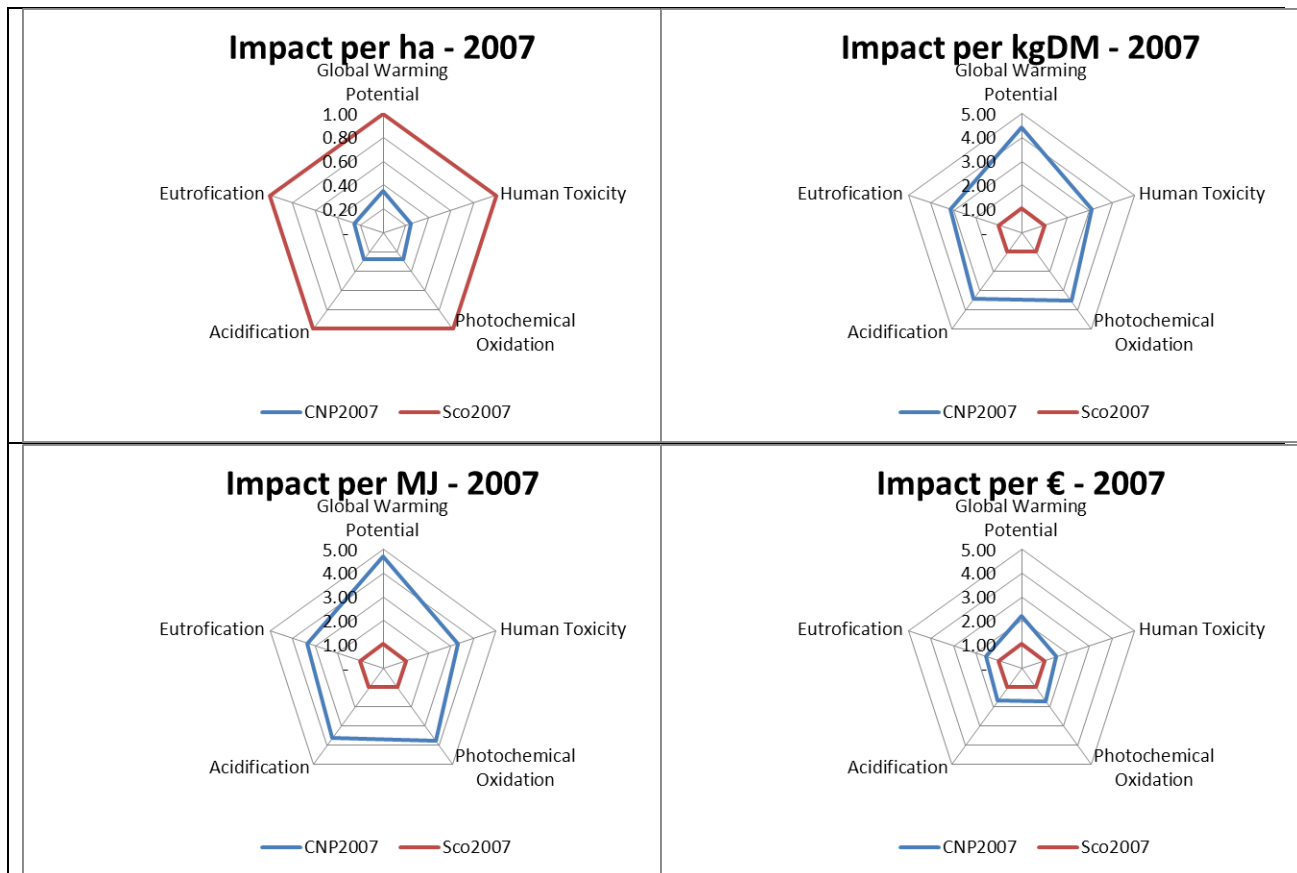 Impact per ha - 2007
Global Warming
Potential
1.00
0.80
0.60
0.40
0.20
-
Eutrofication
Human Toxicity
Acidification
Photochemical
Oxidation
CNP2007
Sco2007
Impact per kgDM - 2007
Global Warming
Potential
5.00
4.00
3.00
2.00
1.00
-
Eutrofication
Human Toxicity
Acidification
Photochemical
Oxidation
CNP2007
Sco2007
Impact per MJ - 2007
Global Warming
Potential
5.00
4.00
3.00
2.00
1.00
-
Eutrofication
Human Toxicity
Acidification
Photochemical
Oxidation
CNP2007
Sco2007
Impact per € - 2007
Global Warming
Potential
5.00
4.00
3.00
2.00
1.00
-
Eutrofication
Human Toxicity
Acidification
Photochemical
Oxidation
CNP2007
Sco2007